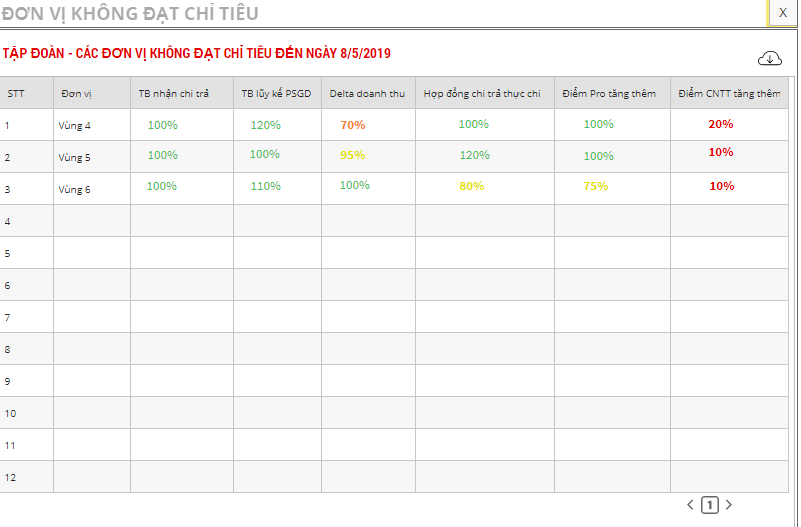 ĐƠN VỊ KHÔNG ĐẠT CHỈ TIÊU X
TẬP ĐOÀN - CÁC ĐƠN VỊ KHÔNG ĐẠT CHỈ TIÊU ĐẾN NGÀY 8/5/2019
STT Đơn vị TB nhận chi trả TB lũy kế PSGD Delta doanh thu Hợp đồng chi trả thực chi Điểm Pro tăng thêm Điểm CNTT tăng thêm
1 Vùng 4 100% 120% 70% 100% 100% 20%
2 Vùng 5 100% 100% 95% 120% 100% 10%
3 Vùng 6 100% 110% 100% 80% 75% 10%
4
5
6
7
8
9
10
11
12
< 1 >